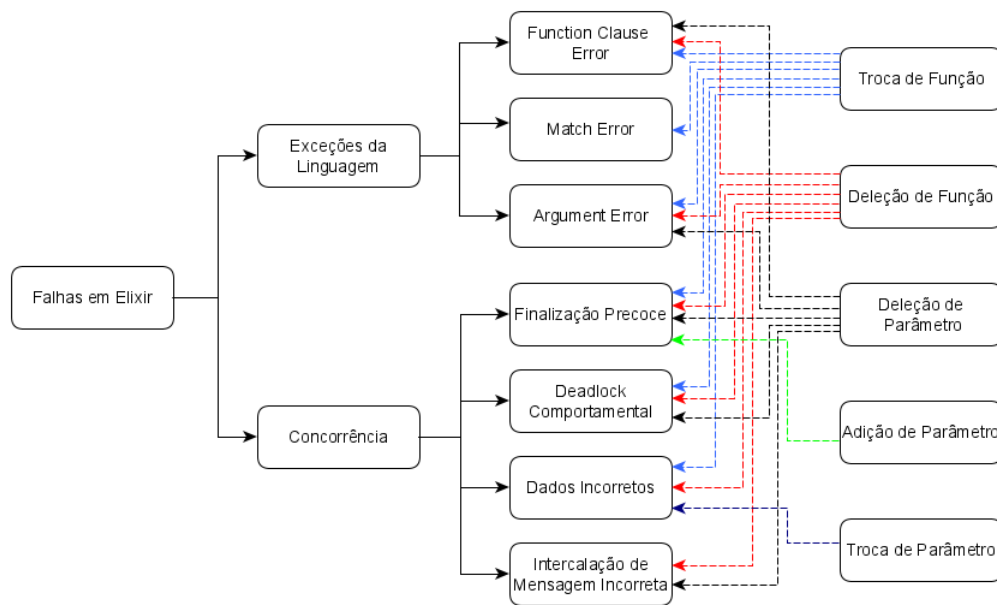 Falhas em Elixir
Exceções da
Linguagem
Concorrência
Function Clause
Error
Match Error
Argument Error
Finalização Precoce
Deadlock
Comportamental
Dados Incorretos
Intercalação de
Mensagem Incorreta
Troca de Função
Deleção de Função
Deleção de
Parâmetro
Adição de Parâmetro
Troca de Parâmetro